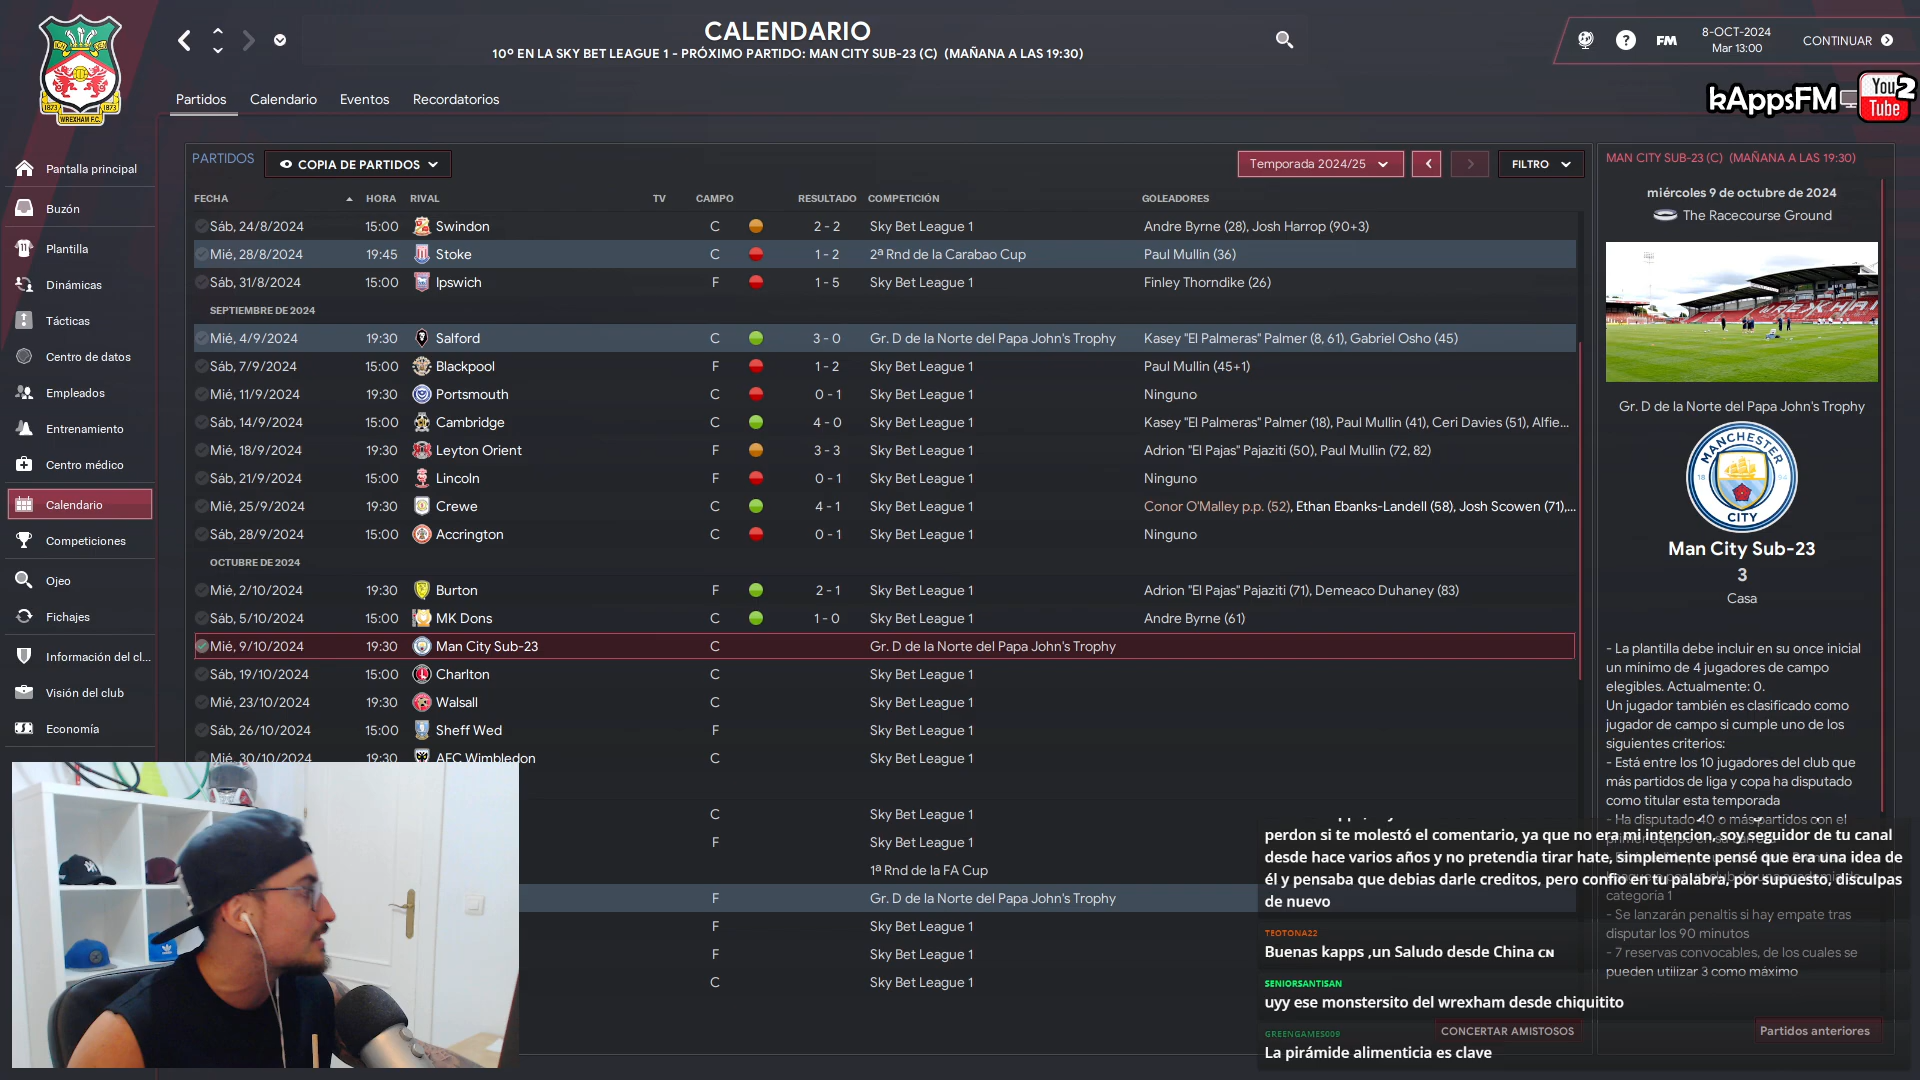 CALENDARIO
10º EN LA SKY BET LEAGUE 1 - PRÓXIMO PARTIDO: MAN CITY SUB-23 (C) (MAÑANA A LAS 19:30)
FM
8-OCT-2024
Mar 13:00
CONTINUAR
kAppsFM
You2
Tube
1873 1873
WREXHAM F.C.
Partidos Calendario Eventos Recordatorios
Pantalla principal
Buzón
Plantilla
Dinámicas
Tácticas
Centro de datos
Empleados
Entrenamiento
Centro médico
Calendario
Competiciones
Ojeo
Fichajes
Información del cl...
Visión del club
Economía
PARTIDOS COPIA DE PARTIDOS Temporada 2024/25 FILTRO
FECHA HORA RIVAL TV CAMPO RESULTADO COMPETICIÓN GOLEADORES
Sáb, 24/8/2024 15:00 Swindon C 2 - 2 Sky Bet League 1 Andre Byrne (28), Josh Harrop (90+3)
Mié, 28/8/2024 19:45 Stoke C 1 - 2 2ª Rnd de la Carabao Cup Paul Mullin (36)
Sáb, 31/8/2024 15:00 Ipswich F 1 - 5 Sky Bet League 1 Finley Thorndike (26)
SEPTIEMBRE DE 2024
Mié, 4/9/2024 19:30 Salford C 3 - 0 Gr. D de la Norte del Papa John's Trophy Kasey "El Palmeras" Palmer (8, 61), Gabriel Osho (45)
Sáb, 7/9/2024 15:00 Blackpool F 1 - 2 Sky Bet League 1 Paul Mullin (45+1)
Mié, 11/9/2024 19:30 Portsmouth C 0 - 1 Sky Bet League 1 Ninguno
Sáb, 14/9/2024 15:00 Cambridge C 4 - 0 Sky Bet League 1 Kasey "El Palmeras" Palmer (18), Paul Mullin (41), Ceri Davies (51), Alfie...
Mié, 18/9/2024 19:30 Leyton Orient F 3 - 3 Sky Bet League 1 Adrion "El Pajas" Pajaziti (50), Paul Mullin (72, 82)
Sáb, 21/9/2024 15:00 Lincoln F 0 - 1 Sky Bet League 1 Ninguno
Mié, 25/9/2024 19:30 Crewe C 4 - 1 Sky Bet League 1 Conor O'Malley p.p. (52), Ethan Ebanks-Landell (58), Josh Scowen (71),...
Sáb, 28/9/2024 15:00 Accrington C 0 - 1 Sky Bet League 1 Ninguno
OCTUBRE DE 2024
Mié, 2/10/2024 19:30 Burton F 2 - 1 Sky Bet League 1 Adrion "El Pajas" Pajaziti (71), Demeaco Duhaney (83)
Sáb, 5/10/2024 15:00 MK Dons C 1 - 0 Sky Bet League 1 Andre Byrne (61)
Mié, 9/10/2024 19:30 Man City Sub-23 C Gr. D de la Norte del Papa John's Trophy
Sáb, 19/10/2024 15:00 Charlton C Sky Bet League 1
Mié, 23/10/2024 19:30 Walsall C Sky Bet League 1
Sáb, 26/10/2024 15:00 Sheff Wed F Sky Bet League 1
Mié, 30/10/2024 19:30 AFC Wimbledon C Sky Bet League 1
C Sky Bet League 1
F Sky Bet League 1
1ª Rnd de la FA Cup
F Gr. D de la Norte del Papa John's Trophy
F Sky Bet League 1
F Sky Bet League 1
C Sky Bet League 1
MAN CITY SUB-23 (C) (MAÑANA A LAS 19:30)
miércoles 9 de octubre de 2024
The Racecourse Ground
Gr. D de la Norte del Papa John's Trophy
MANCHESTER
18 94
CITY
Man City Sub-23
3
Casa
- La plantilla debe incluir en su once inicial
un mínimo de 4 jugadores de campo
elegibles. Actualmente: 0.
Un jugador también es clasificado como
jugador de campo si cumple uno de los
siguientes criterios:
- Está entre los 10 jugadores del club que
más partidos de liga y copa ha disputado
como titular esta temporada
- Ha disputado 40 o más partidos con el
categoría 1
- Se lanzarán penaltis si hay empate tras
disputar los 90 minutos
- 7 reservas convocables, de los cuales se
pueden utilizar 3 como máximo
perdon si te molestó el comentario, ya que no era mi intencion, soy seguidor de tu canal
desde hace varios años y no pretendia tirar hate, simplemente pensé que era una idea de
él y pensaba que debias darle creditos, pero confio en tu palabra, por supuesto, disculpas
de nuevo
TEOTONA22
Buenas kapps ,un Saludo desde China CN
SENIORSANTISAN
uyy ese monstersito del wrexham desde chiquitito
GREENGAMES009
La pirámide alimenticia es clave
CONCERTAR AMISTOSOS
Partidos anteriores